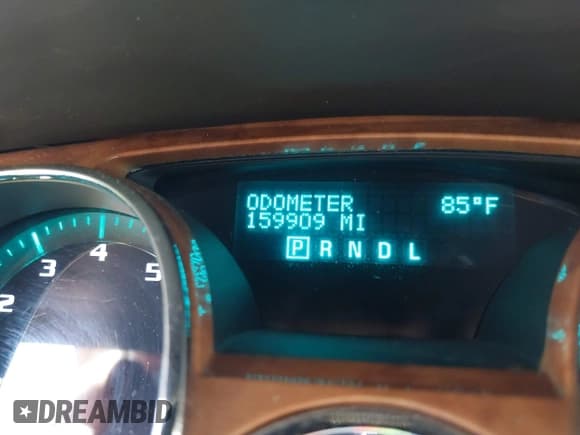 ODOMETER 85°F
159909 MI
P R N D L
2 3 4 5
DREAMBID